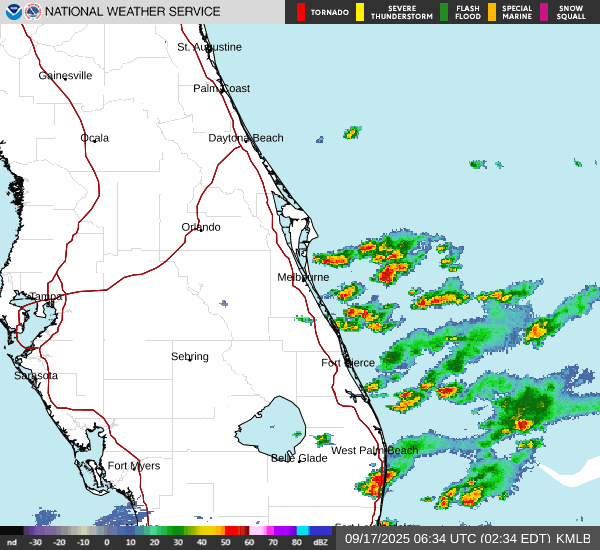 NATIONAL WEATHER SERVICE
TORNADO
SEVERE THUNDERSTORM
FLASH FLOOD
SPECIAL MARINE
SNOW SQUALL
St. Augustine
Gainesville
Palm Coast
Ocala
Daytona Beach
Orlando
Melbourne
Tampa
Sebring
Fort Pierce
Sarasota
West Palm Beach
Belle Glade
Fort Myers
nd -30 -20 -10 0 10 20 30 40 50 60 70 80 dBZ
09/17/2025 06:34 UTC (02:34 EDT) KMLB